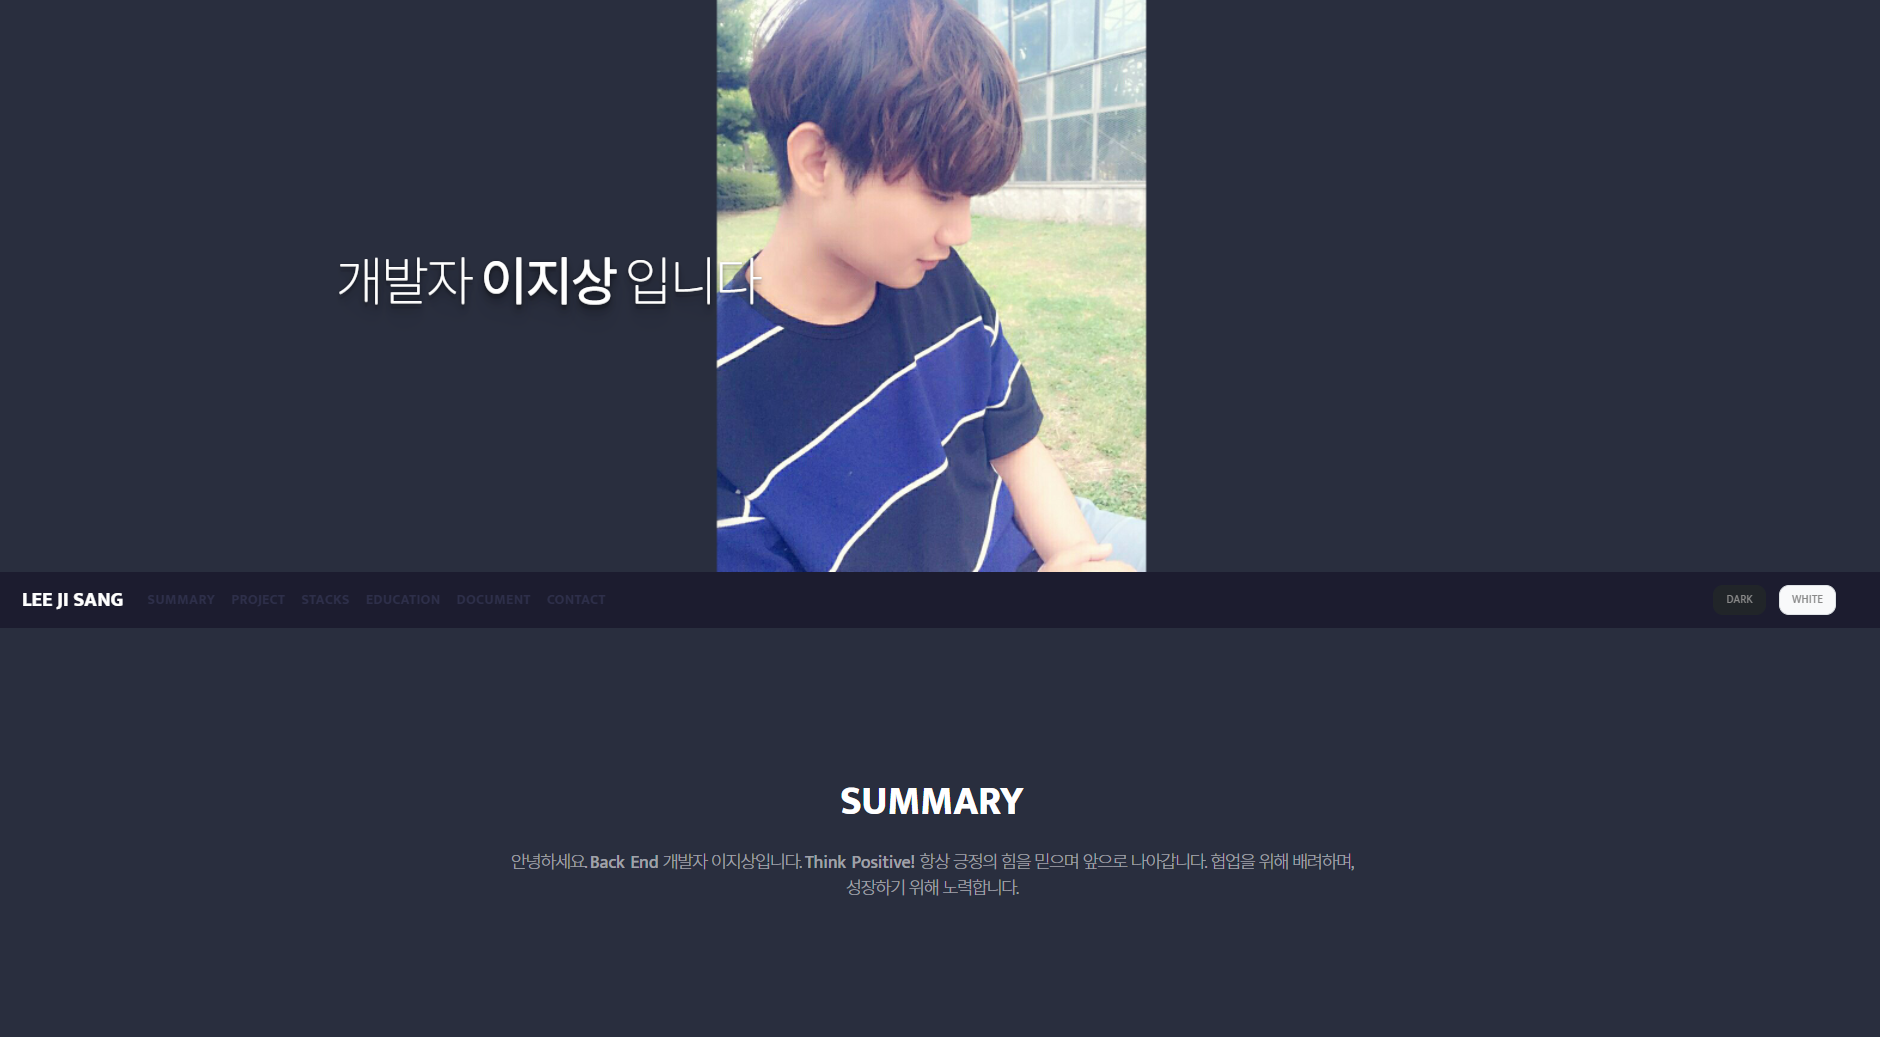 개발자 이지상 입니다
LEE JI SANG SUMMARY PROJECT STACKS EDUCATION DOCUMENT CONTACT DARK WHITE
SUMMARY
안녕하세요. Back End 개발자 이지상입니다. Think Positive! 항상 긍정의 힘을 믿으며 앞으로 나아갑니다. 협업을 위해 배려하며,
성장하기 위해 노력합니다.